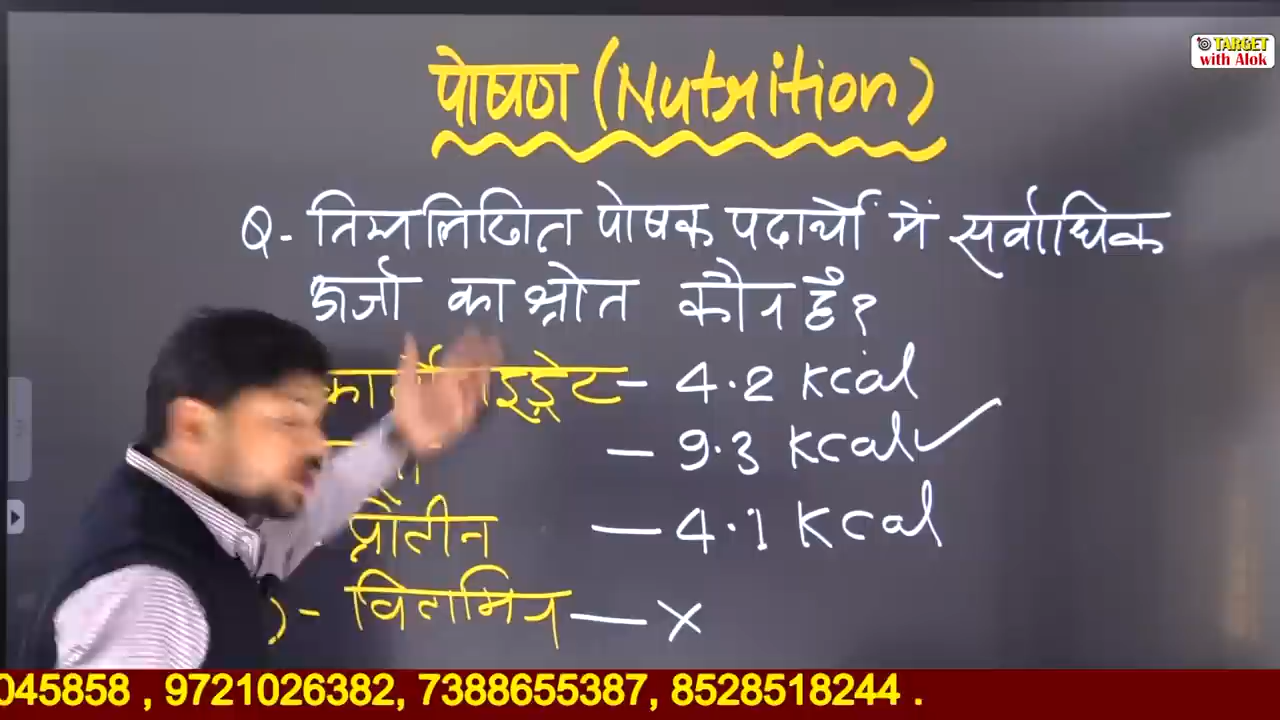 TARGET
with Alok
पोषण (Nutrition)
Q- निम्नलिखित पोषक पदार्थों में सर्वाधिक
ऊर्जा का श्रोत कौन है?
- 4.2 Kcal
- 9.3 Kcal ✓
प्रोटीन - 4.1 Kcal
)- विटामिन - ×
045858 , 9721026382, 7388655387, 8528518244 .